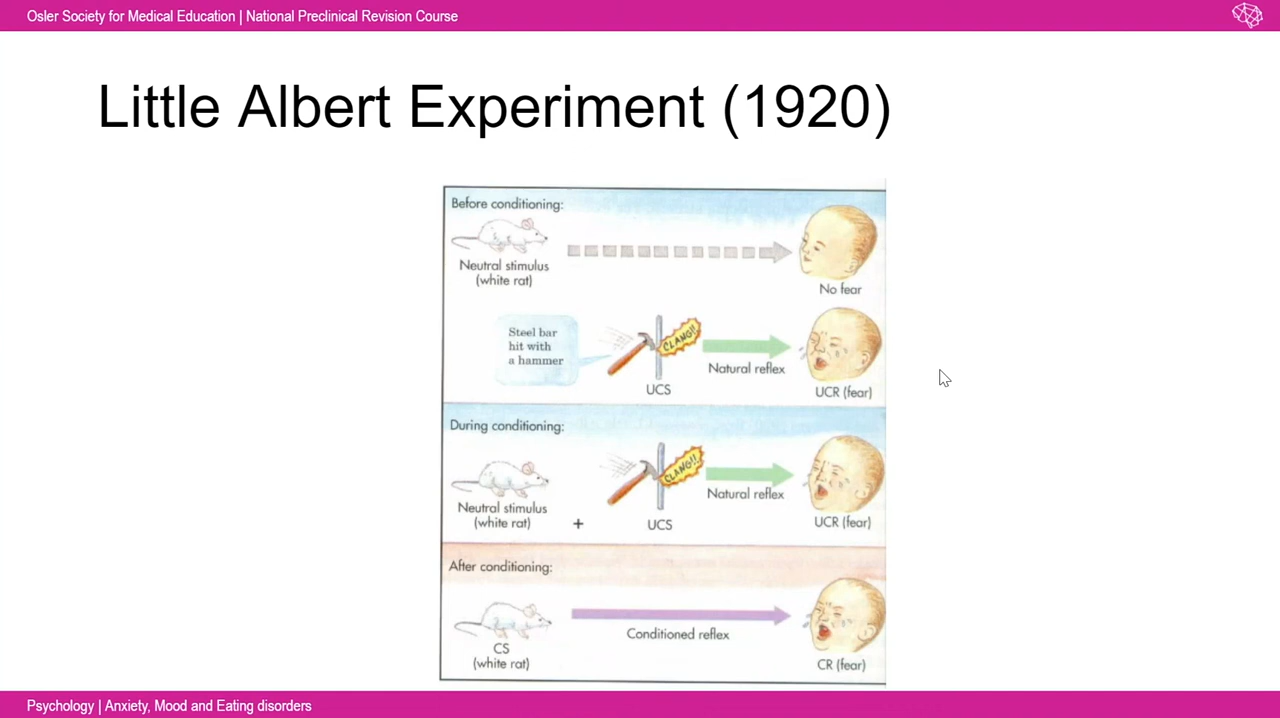 Osler Society for Medical Education | National Preclinical Revision Course
Little Albert Experiment (1920)
Before conditioning:
Neutral stimulus
(white rat)
No fear
Steel bar
hit with
a hammer
CLANG!!
UCS
Natural reflex
UCR (fear)
During conditioning:
Neutral stimulus
(white rat)
+
CLANG!!
UCS
Natural reflex
UCR (fear)
After conditioning:
CS
(white rat)
Conditioned reflex
CR (fear)
Psychology | Anxiety, Mood and Eating disorders